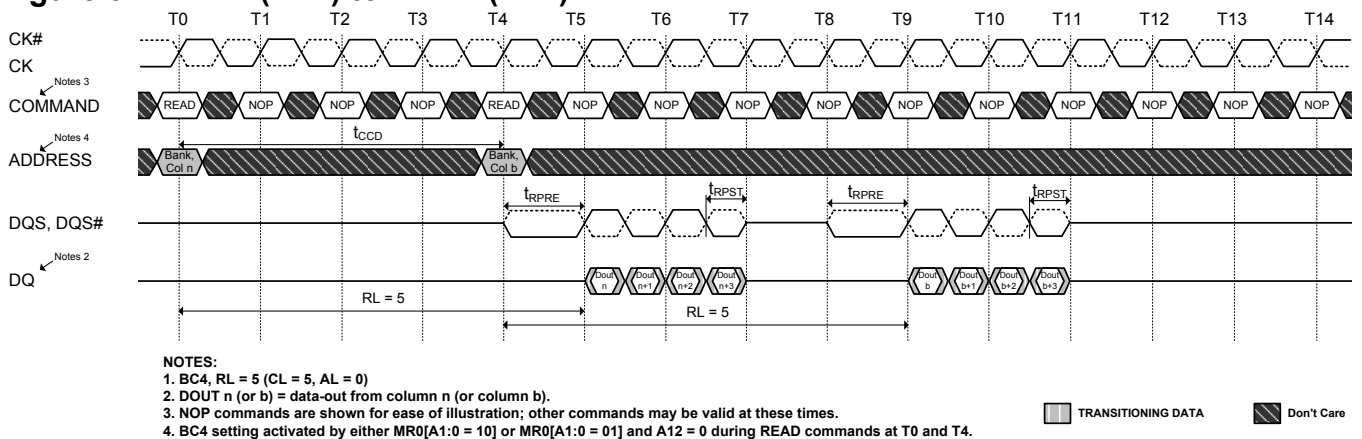 T0 T1 T2 T3 T4 T5 T6 T7 T8 T9 T10 T11 T12 T13 T14
CK#
CK
Notes 3
COMMAND READ NOP NOP NOP READ NOP NOP NOP NOP NOP NOP NOP NOP NOP NOP
tCCD
Notes 4
ADDRESS
Bank, Col n
Bank, Col b
tRPRE tRPST tRPRE tRPST
DQS, DQS#
Notes 2
DQ
Dout n
Dout n+1
Dout n+2
Dout n+3
Dout b
Dout b+1
Dout b+2
Dout b+3
RL = 5
RL = 5
NOTES:
1. BC4, RL = 5 (CL = 5, AL = 0)
2. DOUT n (or b) = data-out from column n (or column b).
3. NOP commands are shown for ease of illustration; other commands may be valid at these times.
4. BC4 setting activated by either MR0[A1:0 = 10] or MR0[A1:0 = 01] and A12 = 0 during READ commands at T0 and T4.
TRANSITIONING DATA
Don't Care